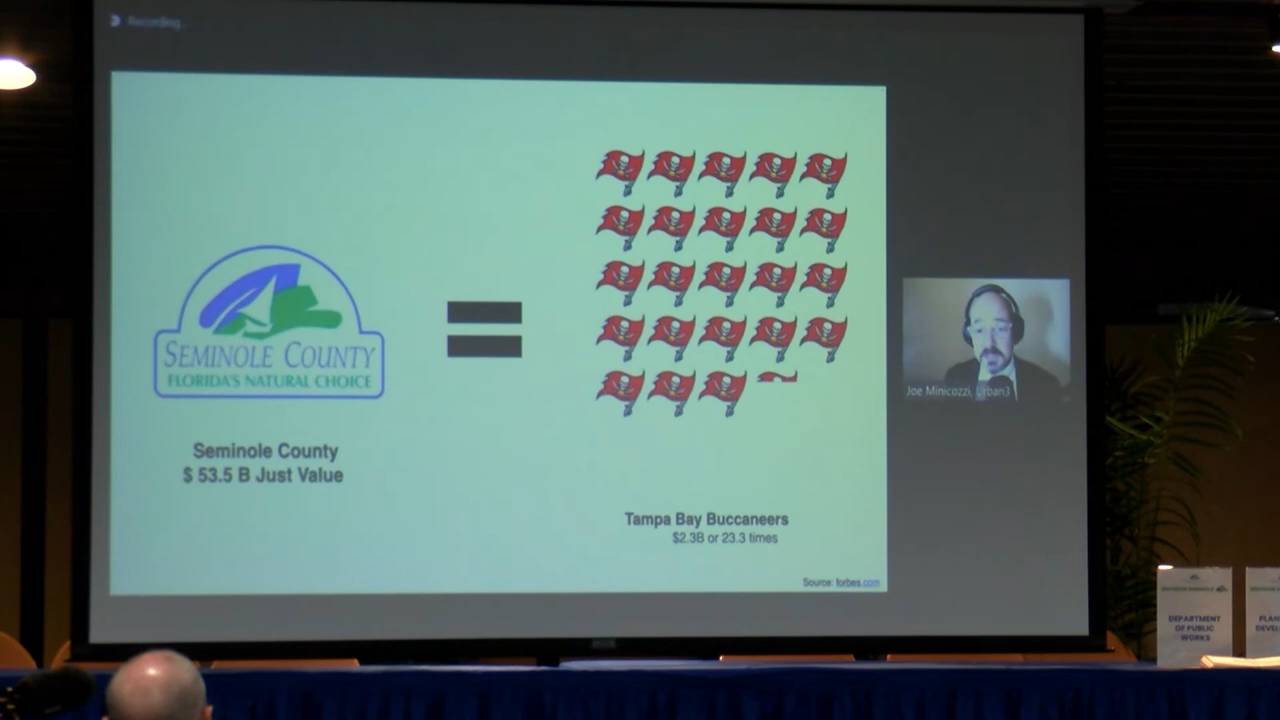 Recording...
SEMINOLE COUNTY
FLORIDA'S NATURAL CHOICE
Seminole County
$ 53.5 B Just Value
Tampa Bay Buccaneers
$2.3B or 23.3 times
Source: forbes.com
Joe Minicozzi, Urban3
DEPARTMENT
OF PUBLIC
WORKS